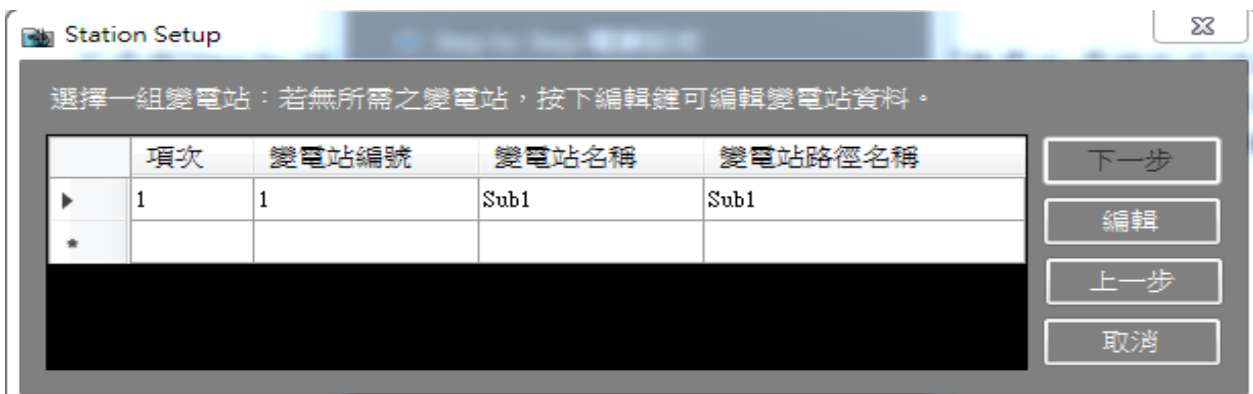 Station Setup
選擇一組變電站：若無所需之變電站，按下編輯鍵可編輯變電站資料。
項次 變電站編號 變電站名稱 變電站路徑名稱
1 1 Sub1 Sub1
下一步
編輯
上一步
取消